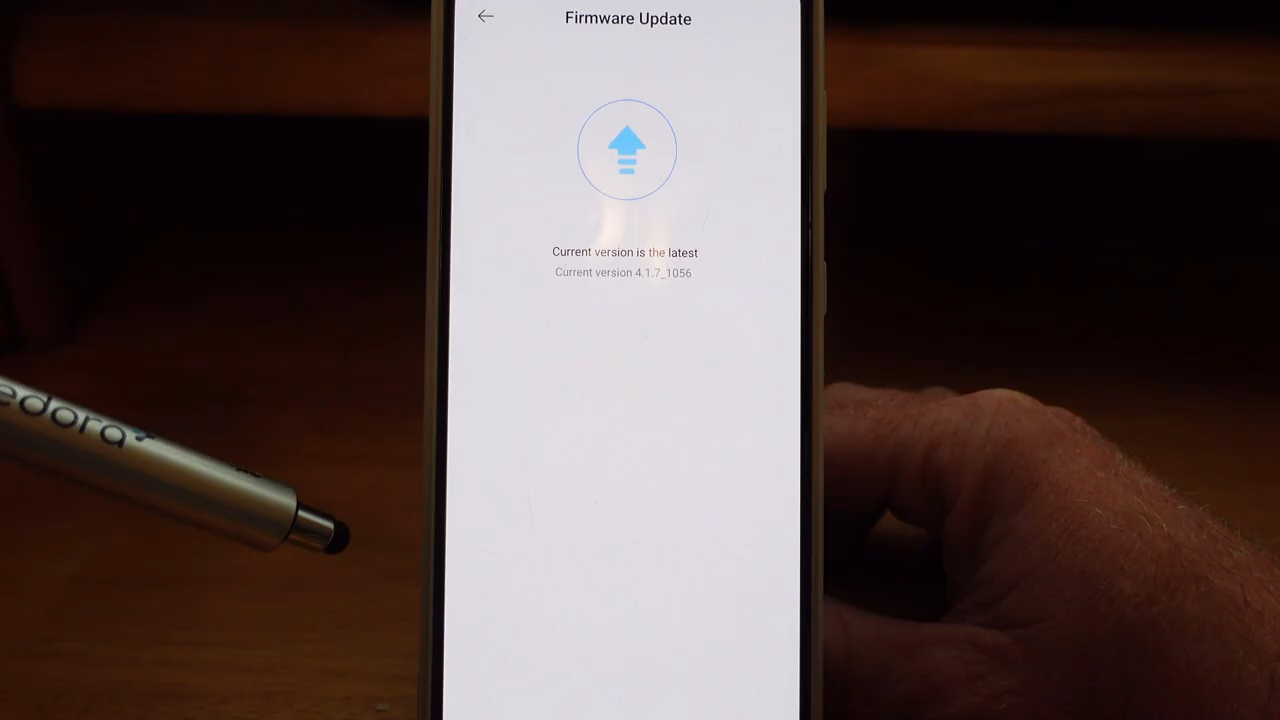 Firmware Update
Current version is the latest
Current version 4.1.7_1056
edora